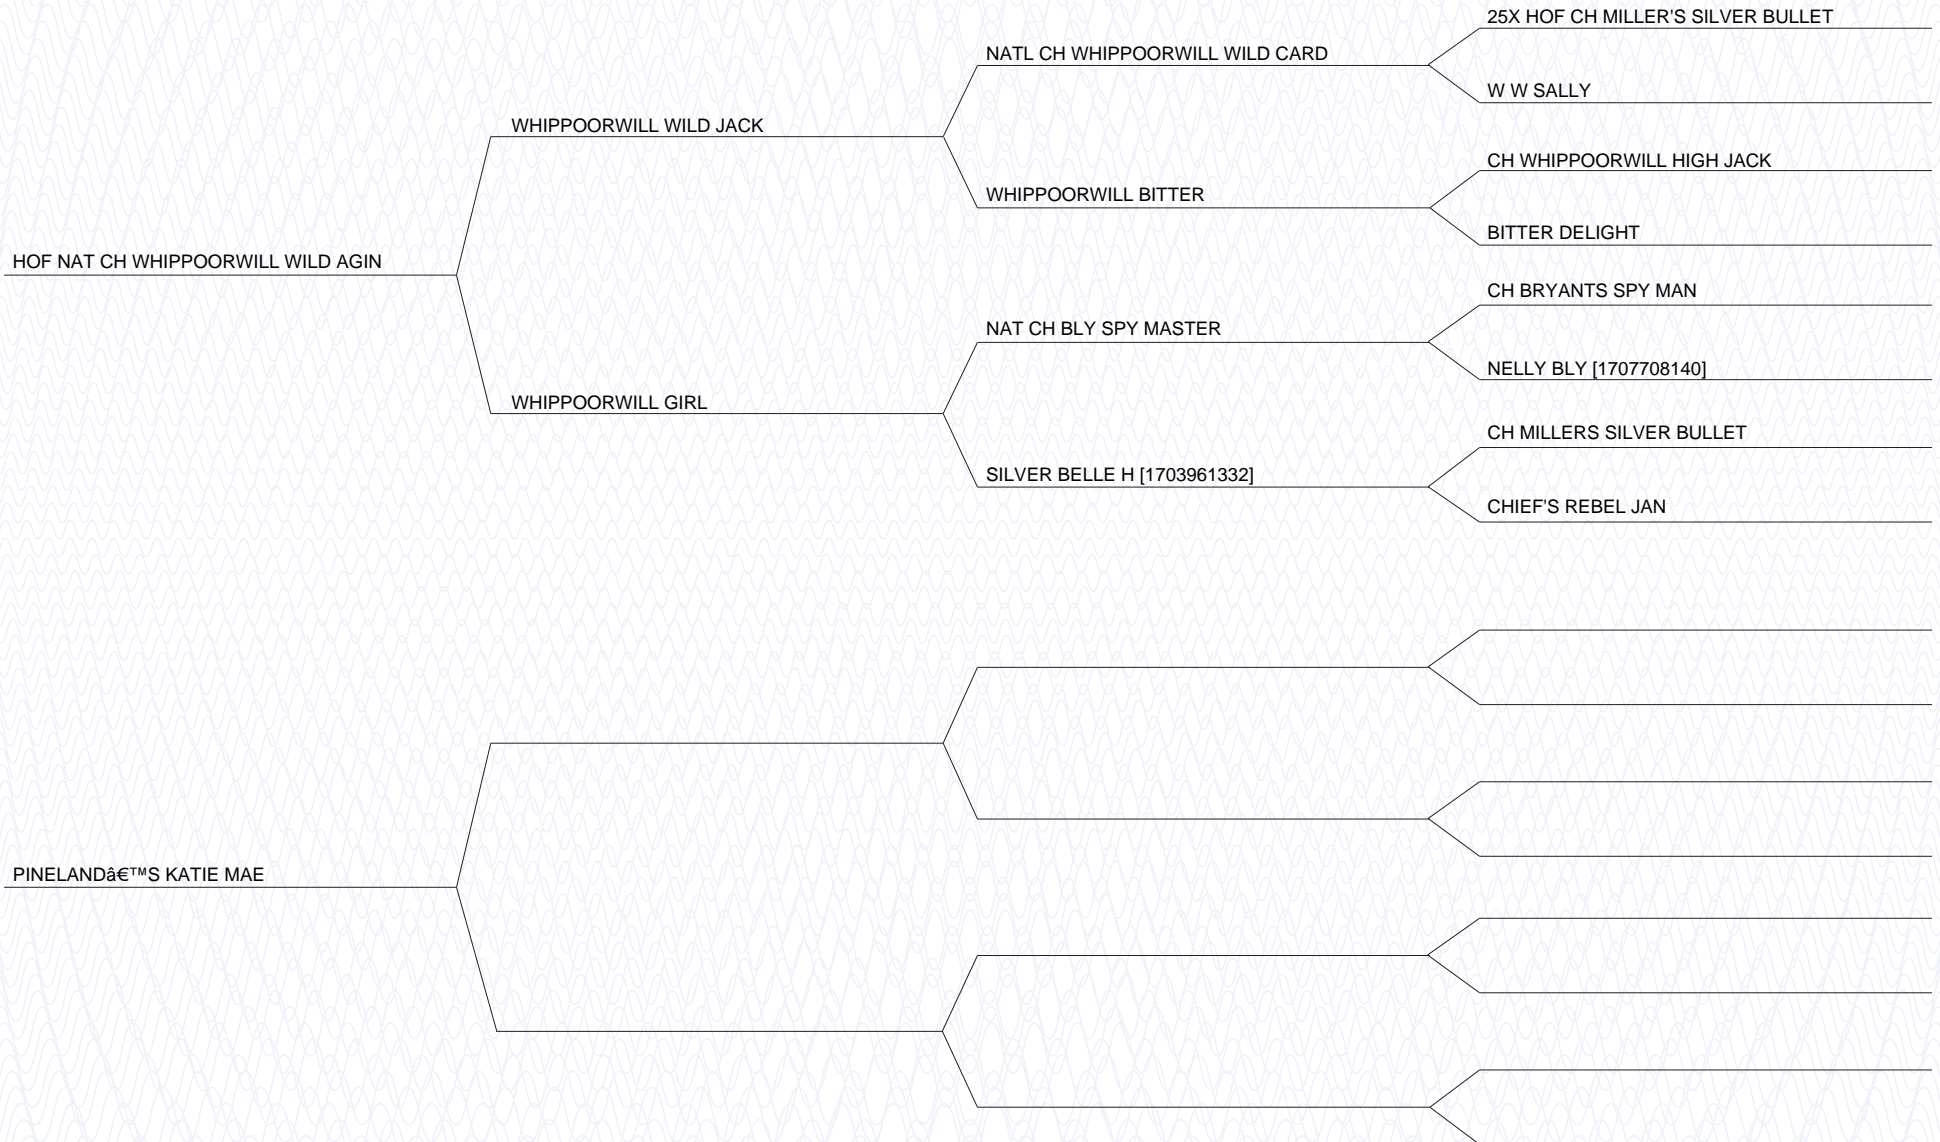 25X HOF CH MILLER'S SILVER BULLET
NATL CH WHIPPOORWILL WILD CARD
W W SALLY
WHIPPOORWILL WILD JACK
CH WHIPPOORWILL HIGH JACK
WHIPPOORWILL BITTER
BITTER DELIGHT
HOF NAT CH WHIPPOORWILL WILD AGIN
CH BRYANTS SPY MAN
NAT CH BLY SPY MASTER
NELLY BLY [1707708140]
WHIPPOORWILL GIRL
CH MILLERS SILVER BULLET
SILVER BELLE H [1703961332]
CHIEF'S REBEL JAN
PINELANDâ€™S KATIE MAE